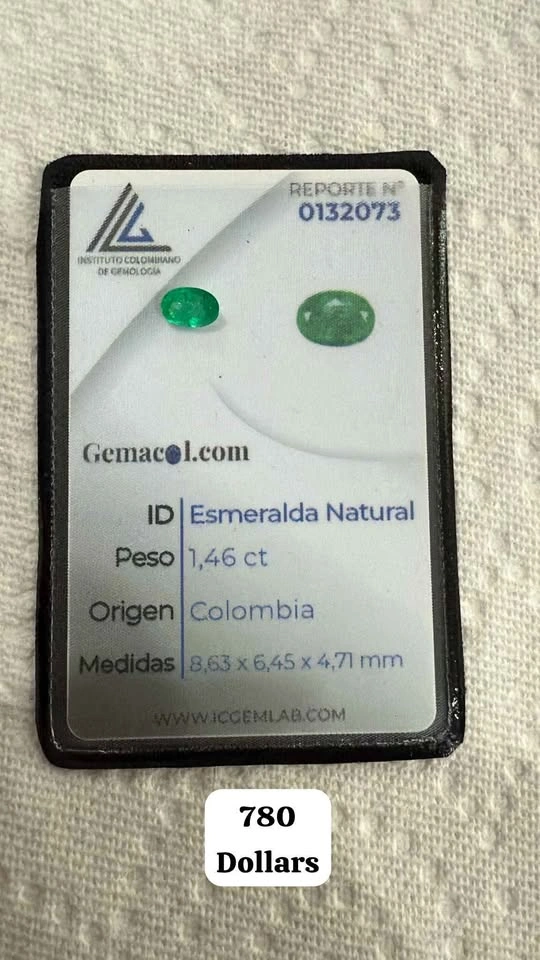 REPORTE N°
0132073
INSTITUTO COLOMBIANO
DE GEMOLOGÍA
Gemacol.com
ID Esmeralda Natural
Peso 1,46 ct
Origen Colombia
Medidas 8,63 x 6,45 x 4,71 mm
WWW.ICGEMLAB.COM
780
Dollars